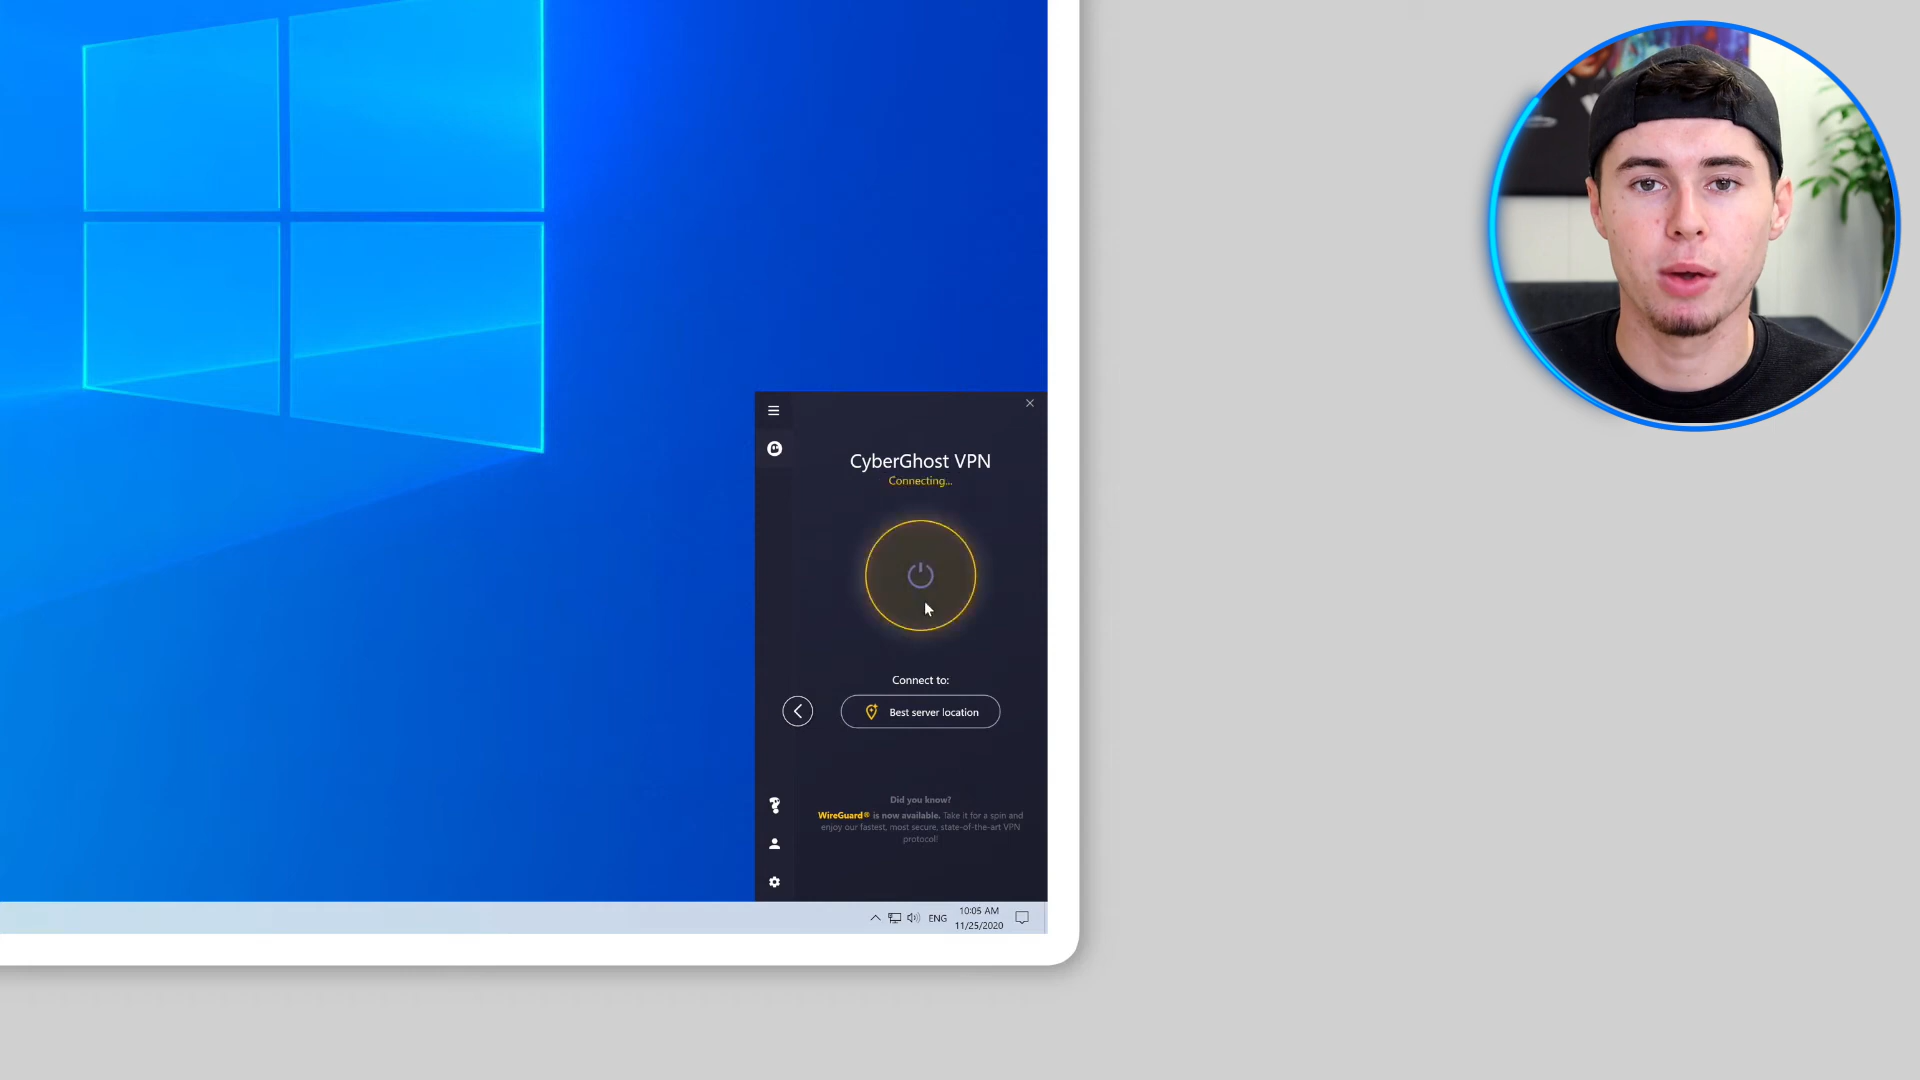 CyberGhost VPN
Connecting...
Connect to:
Best server location
Did you know?
WireGuard® is now available. Take it for a spin and
enjoy our fastest, most secure, state-of-the-art VPN
protocol!
ENG
10:05 AM
11/25/2020